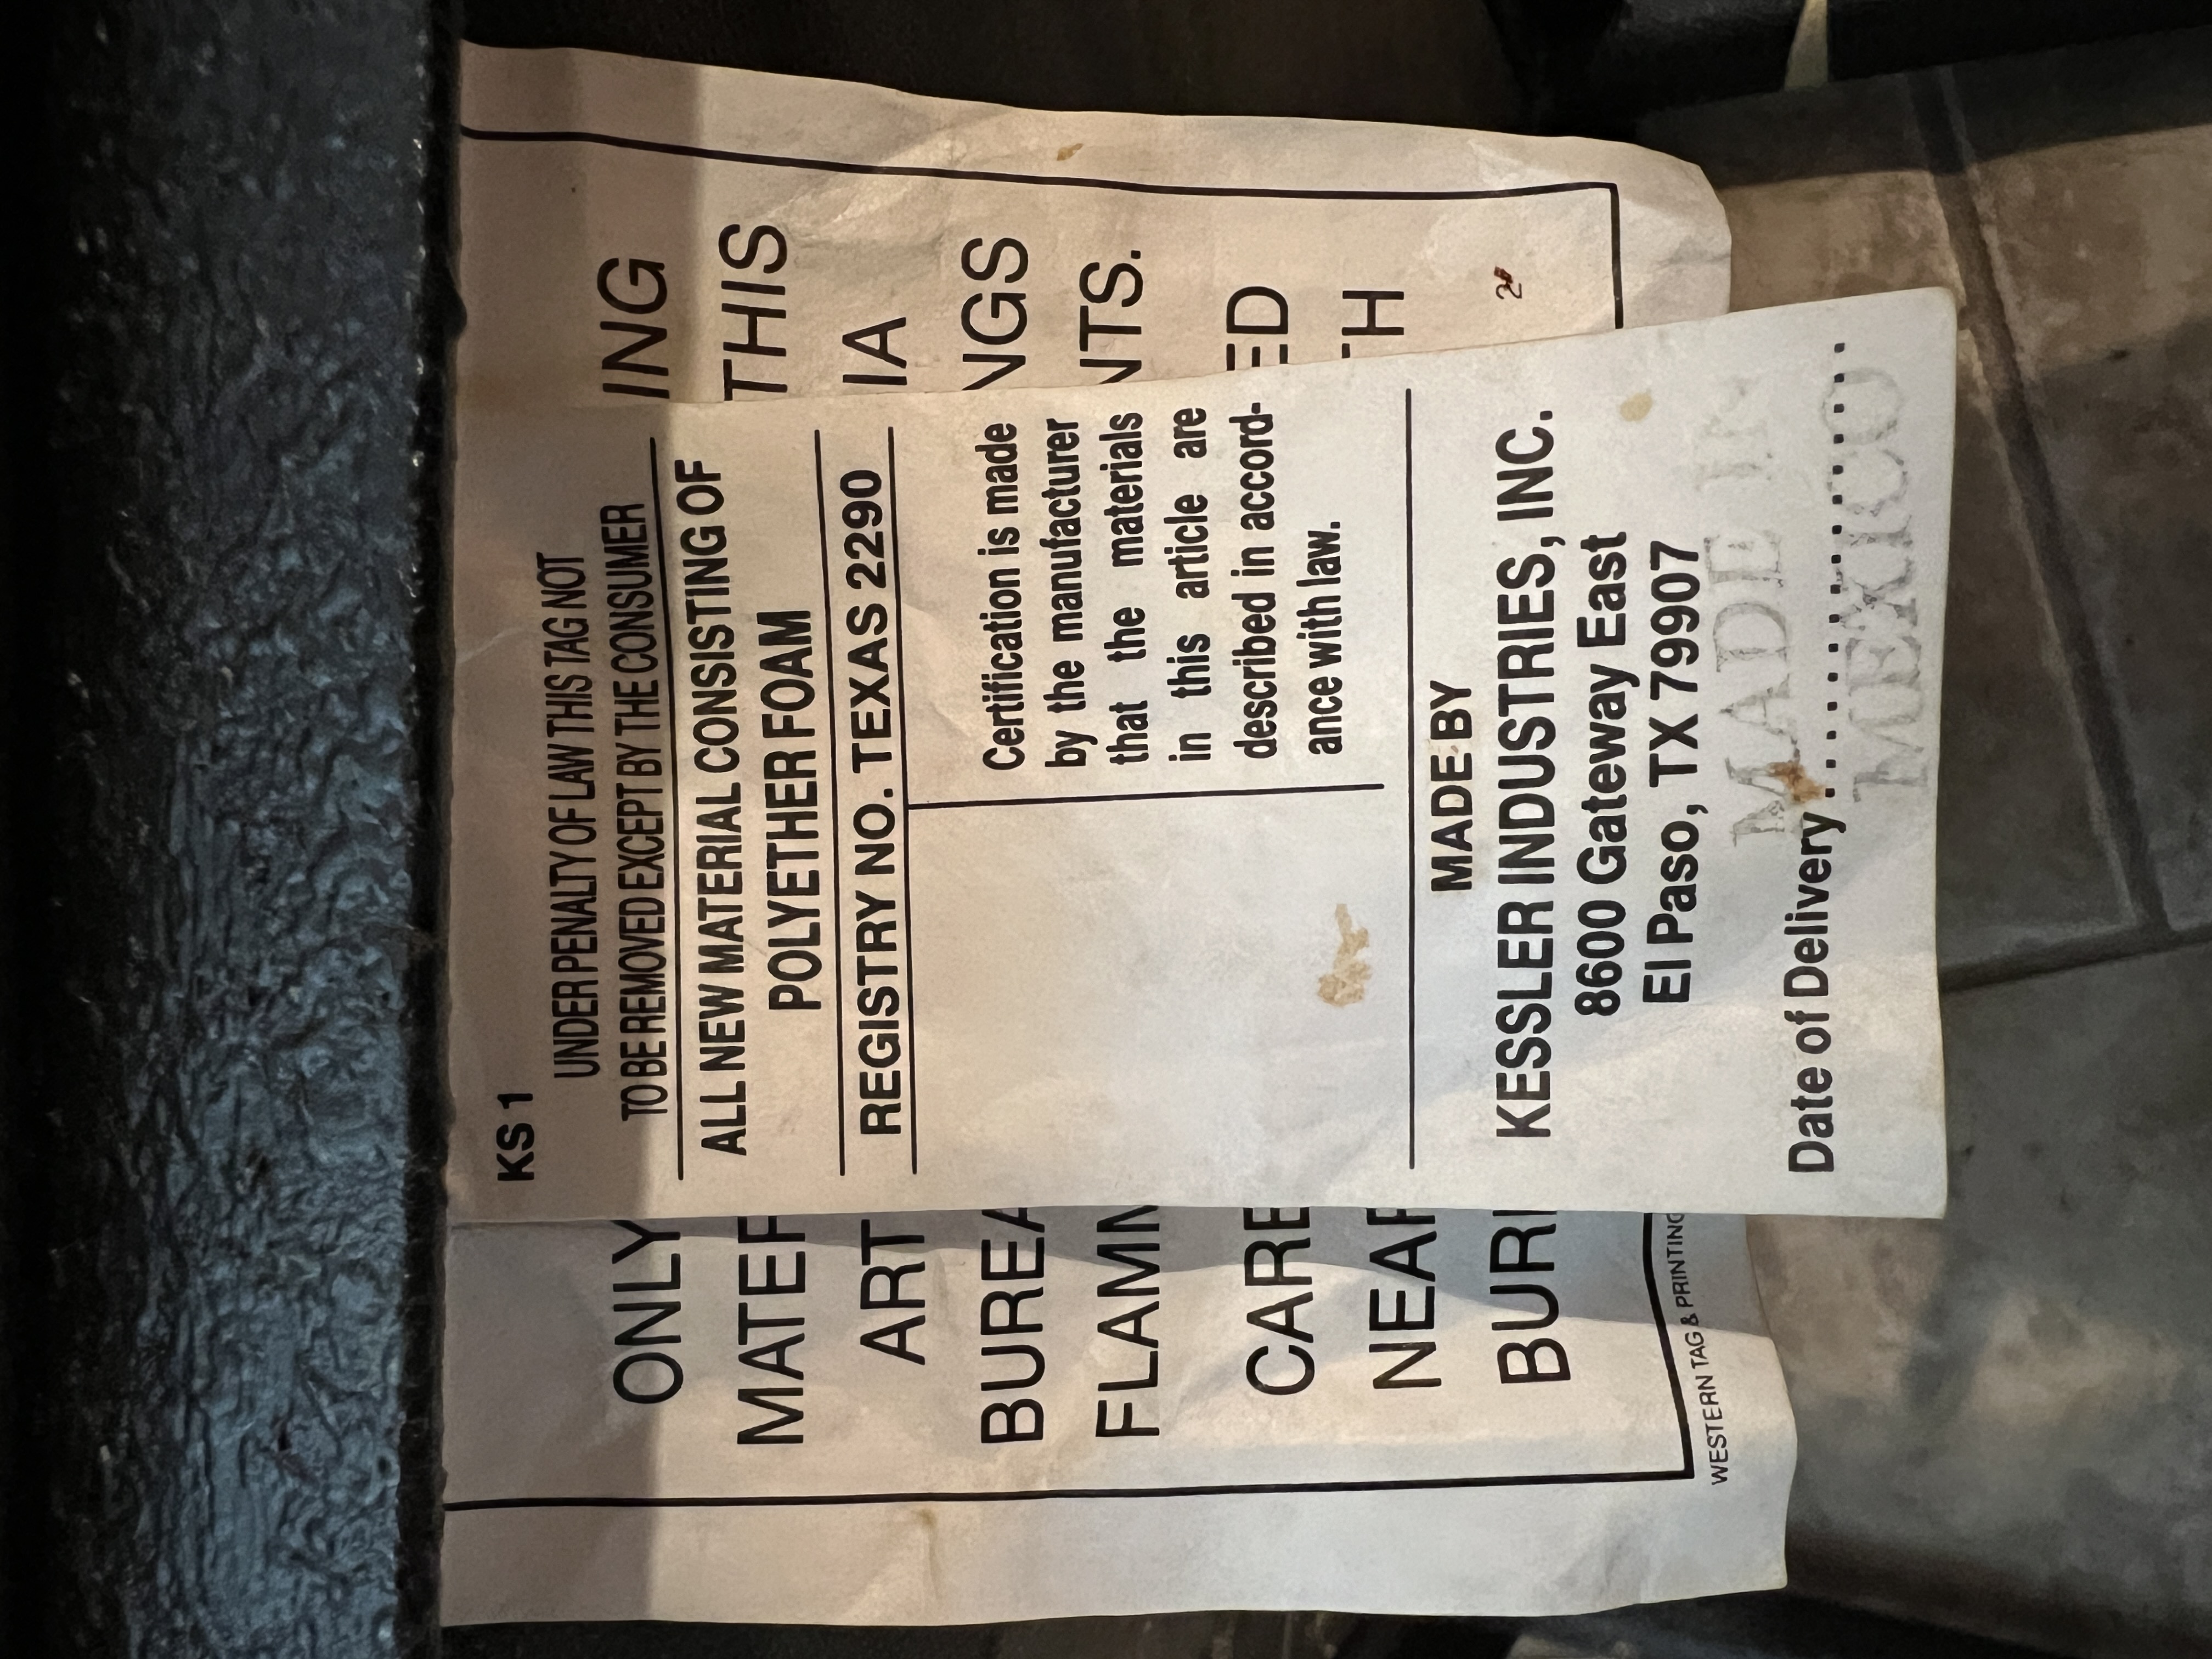 KS 1
UNDER PENALTY OF LAW THIS TAG NOT
TO BE REMOVED EXCEPT BY THE CONSUMER
ALL NEW MATERIAL CONSISTING OF
POLYETHER FOAM
REGISTRY NO. TEXAS 2290
Certification is made
by the manufacturer
that the materials
in this article are
described in accord-
ance with law.
MADE BY
KESSLER INDUSTRIES, INC.
8600 Gateway East
El Paso, TX 79907
MADE IN
Date of Delivery
MEXICO
ONLY ING
MATER THIS
ART IA
BUREA NGS
FLAMM NTS.
CARE ED
NEAR TH
BURN
WESTERN TAG & PRINTING